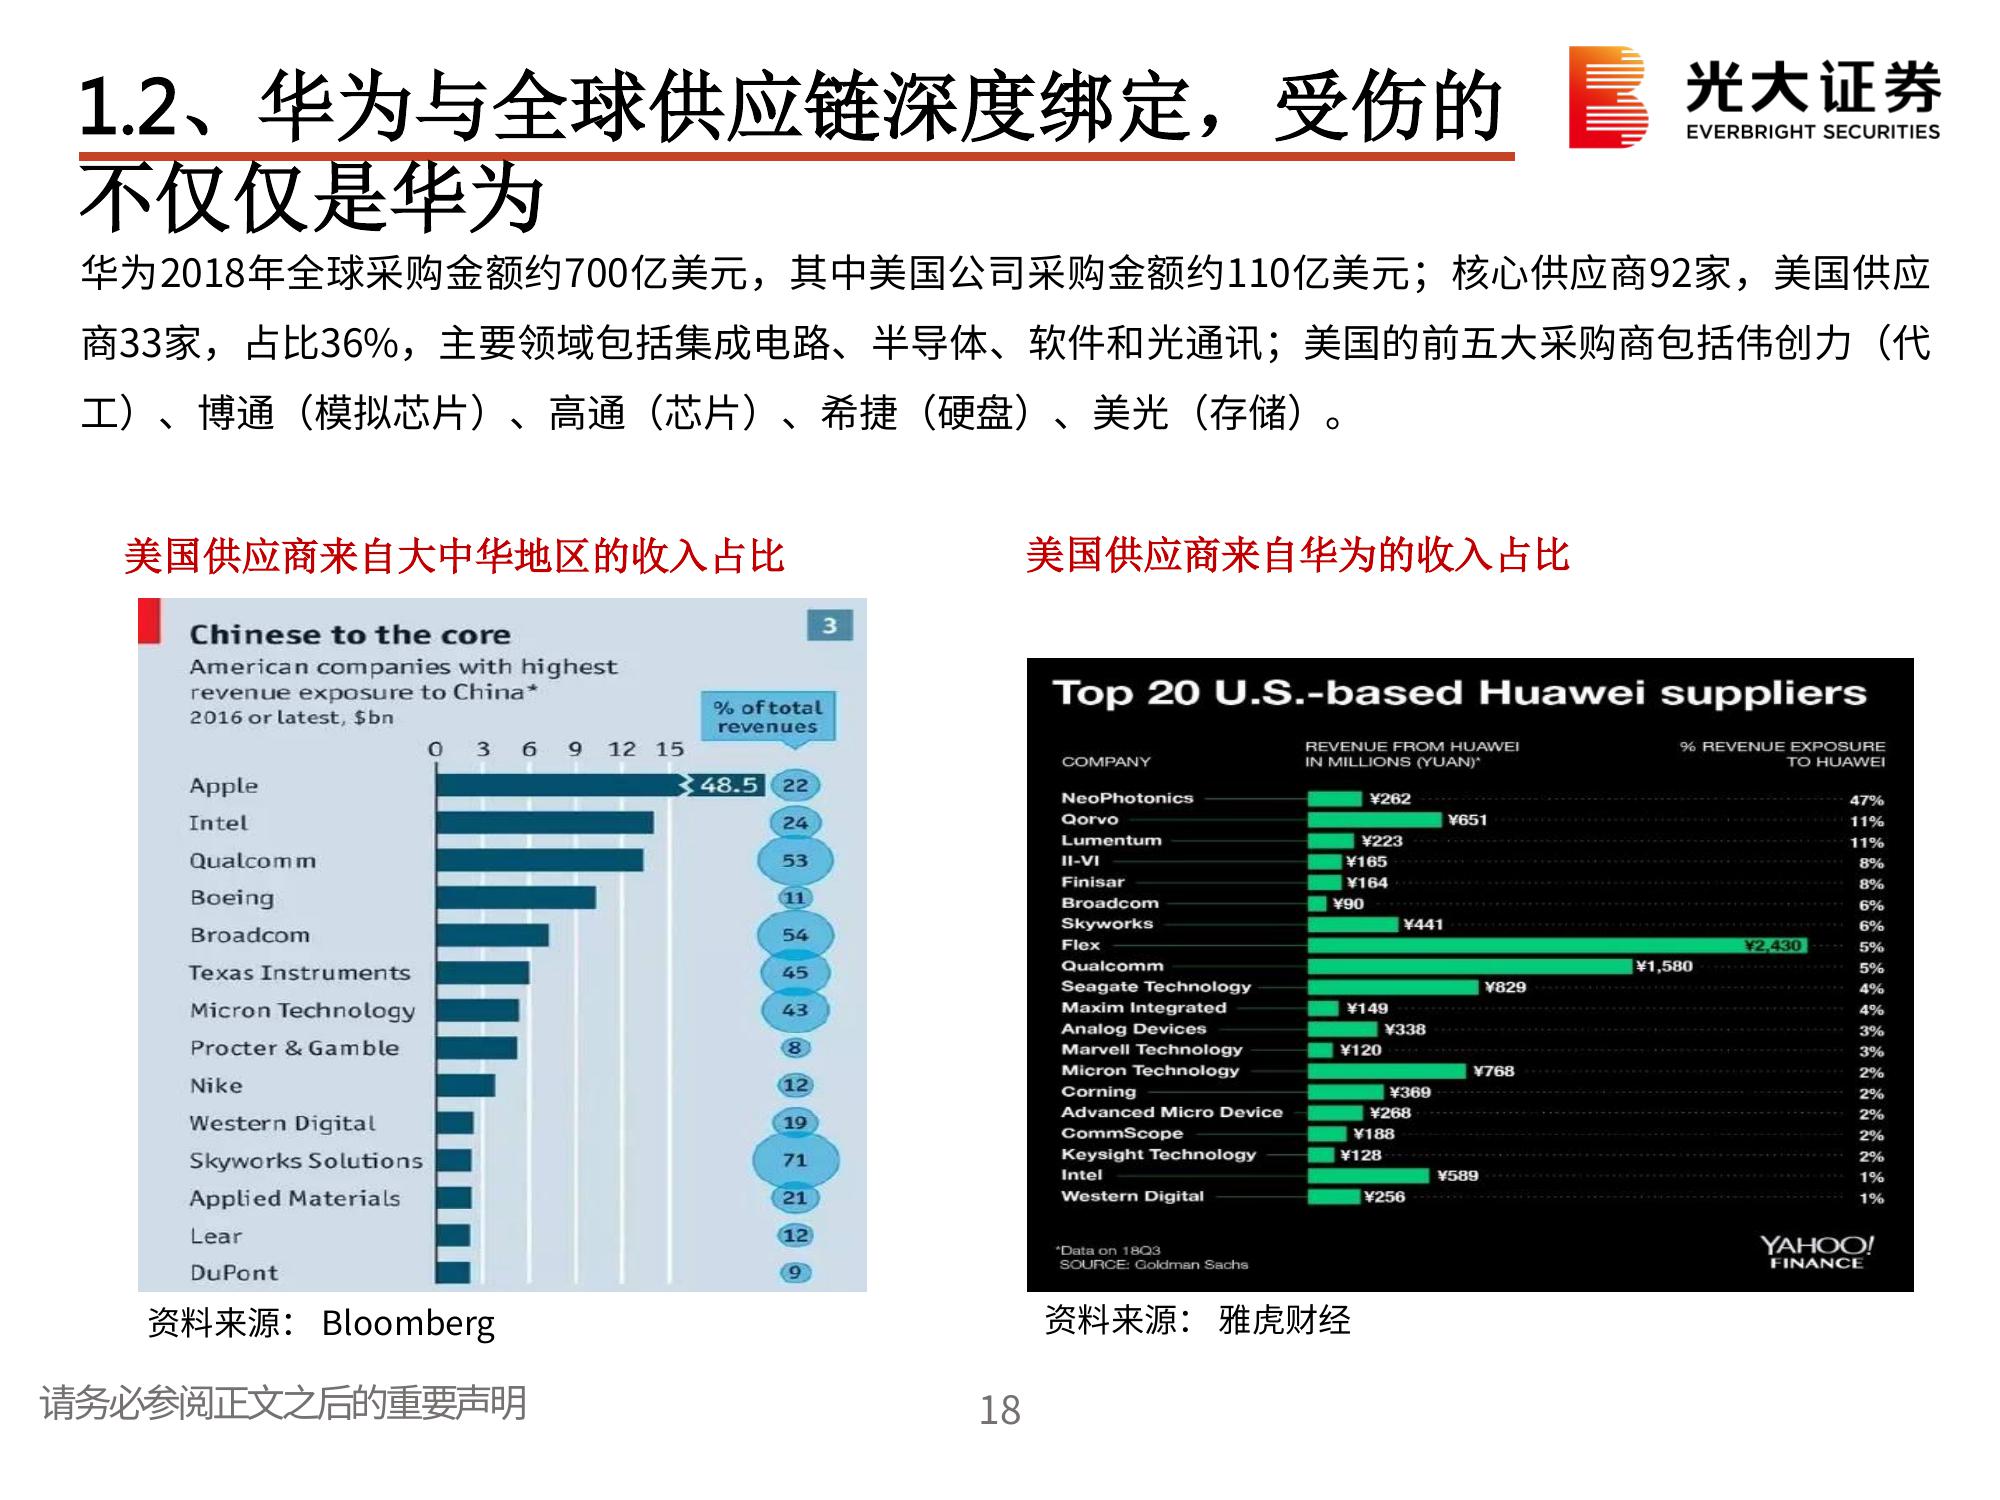 1.2、华为与全球供应链深度绑定，受伤的
不仅仅是华为
光大证券
EVERBRIGHT SECURITIES
华为2018年全球采购金额约700亿美元，其中美国公司采购金额约110亿美元；核心供应商92家，美国供应
商33家，占比36%，主要领域包括集成电路、半导体、软件和光通讯；美国的前五大采购商包括伟创力（代
工）、博通（模拟芯片）、高通（芯片）、希捷（硬盘）、美光（存储）。
美国供应商来自大中华地区的收入占比
Chinese to the core
3
American companies with highest
revenue exposure to China*
2016 or latest, $bn
% of total
revenues
0 3 6 9 12 15
Apple 48.5 22
Intel 24
Qualcomm 53
Boeing 11
Broadcom 54
Texas Instruments 45
Micron Technology 43
Procter & Gamble 8
Nike 12
Western Digital 19
Skyworks Solutions 71
Applied Materials 21
Lear 12
DuPont 9
资料来源： Bloomberg
美国供应商来自华为的收入占比
Top 20 U.S.-based Huawei suppliers
COMPANY
REVENUE FROM HUAWEI
IN MILLIONS (YUAN)*
% REVENUE EXPOSURE
TO HUAWEI
NeoPhotonics ¥262 47%
Qorvo ¥651 11%
Lumentum ¥223 11%
II-VI ¥165 8%
Finisar ¥164 8%
Broadcom ¥90 6%
Skyworks ¥441 6%
Flex ¥2,430 5%
Qualcomm ¥1,580 5%
Seagate Technology ¥829 4%
Maxim Integrated ¥149 4%
Analog Devices ¥338 3%
Marvell Technology ¥120 3%
Micron Technology ¥768 2%
Corning ¥369 2%
Advanced Micro Device ¥268 2%
CommScope ¥188 2%
Keysight Technology ¥128 2%
Intel ¥589 1%
Western Digital ¥256 1%
*Data on 18Q3
SOURCE: Goldman Sachs
YAHOO!
FINANCE
资料来源： 雅虎财经
请务必参阅正文之后的重要声明
18